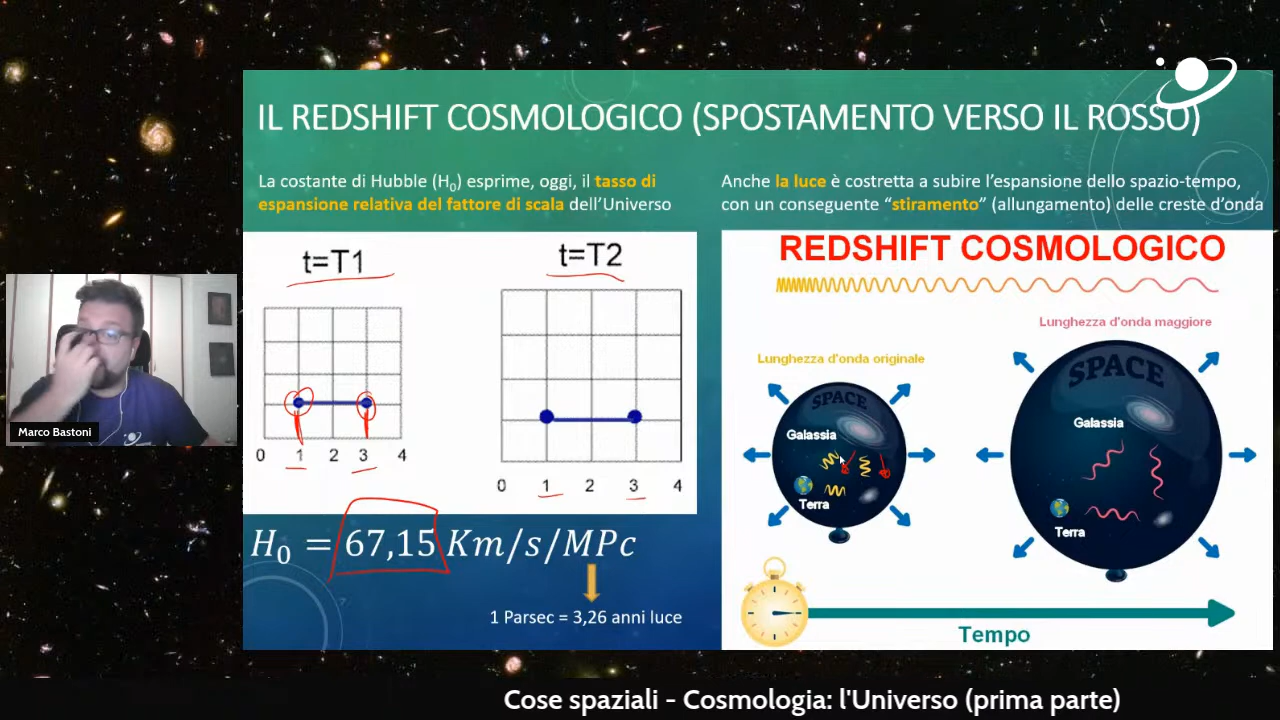 IL REDSHIFT COSMOLOGICO (SPOSTAMENTO VERSO IL ROSSO)
La costante di Hubble (H₀) esprime, oggi, il tasso di
espansione relativa del fattore di scala dell'Universo
Anche la luce è costretta a subire l'espansione dello spazio-tempo,
con un conseguente “stiramento” (allungamento) delle creste d'onda
t=T1
t=T2
0 1 2 3 4
0 1 2 3 4
H₀ = 67,15 Km/s/MPc
1 Parsec = 3,26 anni luce
REDSHIFT COSMOLOGICO
Lunghezza d'onda maggiore
Lunghezza d'onda originale
SPACE
Galassia
Terra
SPACE
Galassia
Terra
Tempo
Marco Bastoni
Cose spaziali - Cosmologia: l'Universo (prima parte)